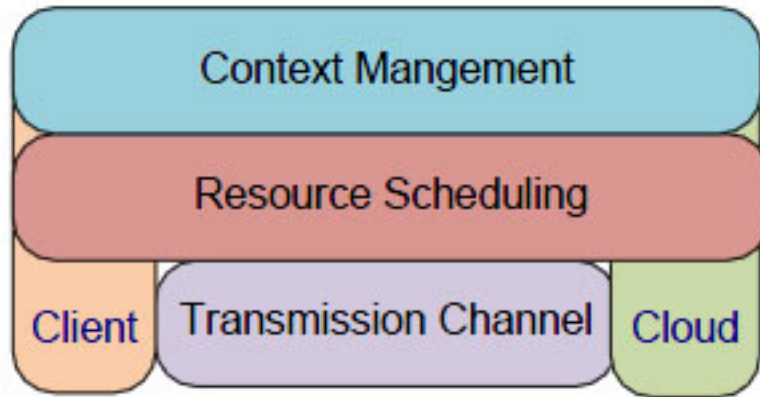 Context Mangement
Resource Scheduling
Client
Transmission Channel
Cloud